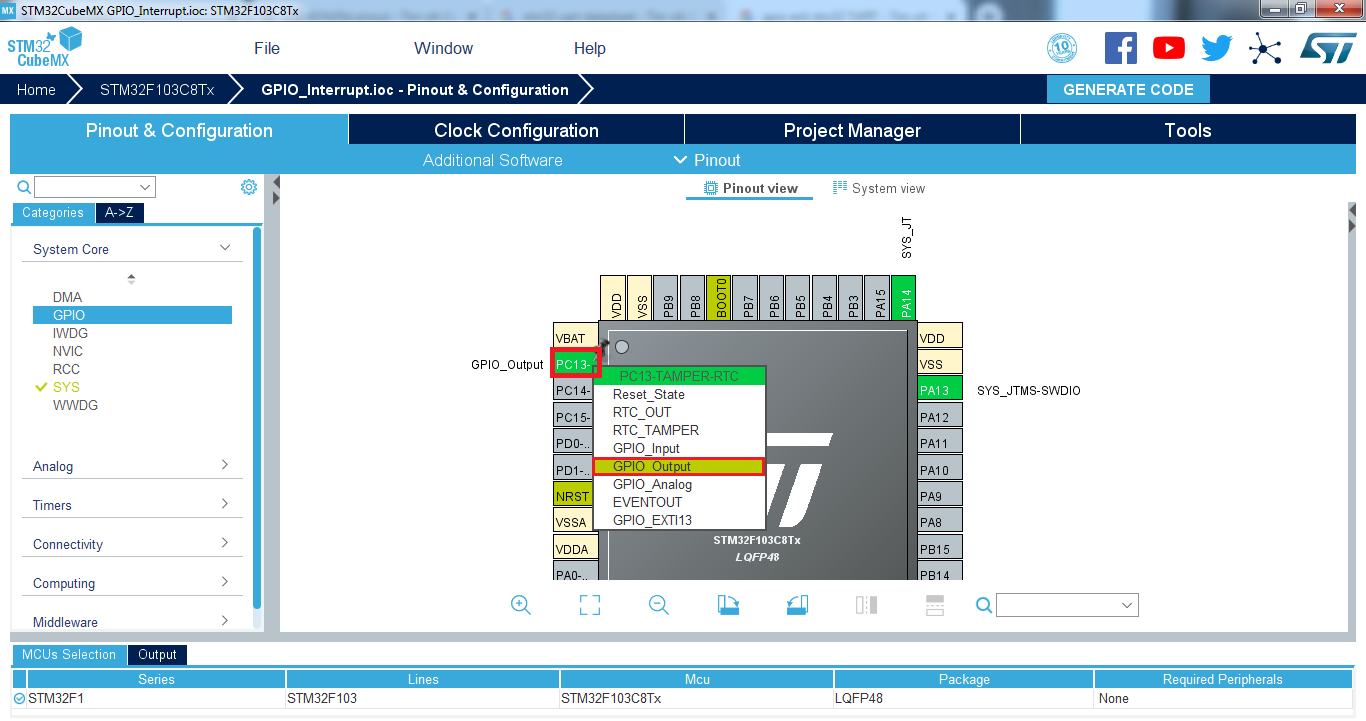 MX STM32CubeMX GPIO_Interrupt.ioc: STM32F103C8Tx
STM32
CubeMX
File Window Help
10
ST
Home STM32F103C8Tx GPIO_Interrupt.ioc - Pinout & Configuration GENERATE CODE
Pinout & Configuration Clock Configuration Project Manager Tools
Additional Software Pinout
Pinout view System view
Categories A->Z
System Core
DMA
GPIO
IWDG
NVIC
RCC
SYS
WWDG
Analog
Timers
Connectivity
Computing
Middleware
SYS_JT
VDD VSS PB9 PB8 BOOT0 PB7 PB6 PB5 PB4 PB3 PA15 PA14
VBAT
GPIO_Output PC13-
PC14-
PC15-
PD0-..
PD1-..
NRST
VSSA
VDDA
PA0-..
PC13-TAMPER-RTC
Reset_State
RTC_OUT
RTC_TAMPER
GPIO_Input
GPIO_Output
GPIO_Analog
EVENTOUT
GPIO_EXTI13
STM32F103C8Tx
LQFP48
VDD
VSS
PA13 SYS_JTMS-SWDIO
PA12
PA11
PA10
PA9
PA8
PB15
PB14
MCUs Selection Output
Series Lines Mcu Package Required Peripherals
STM32F1 STM32F103 STM32F103C8Tx LQFP48 None